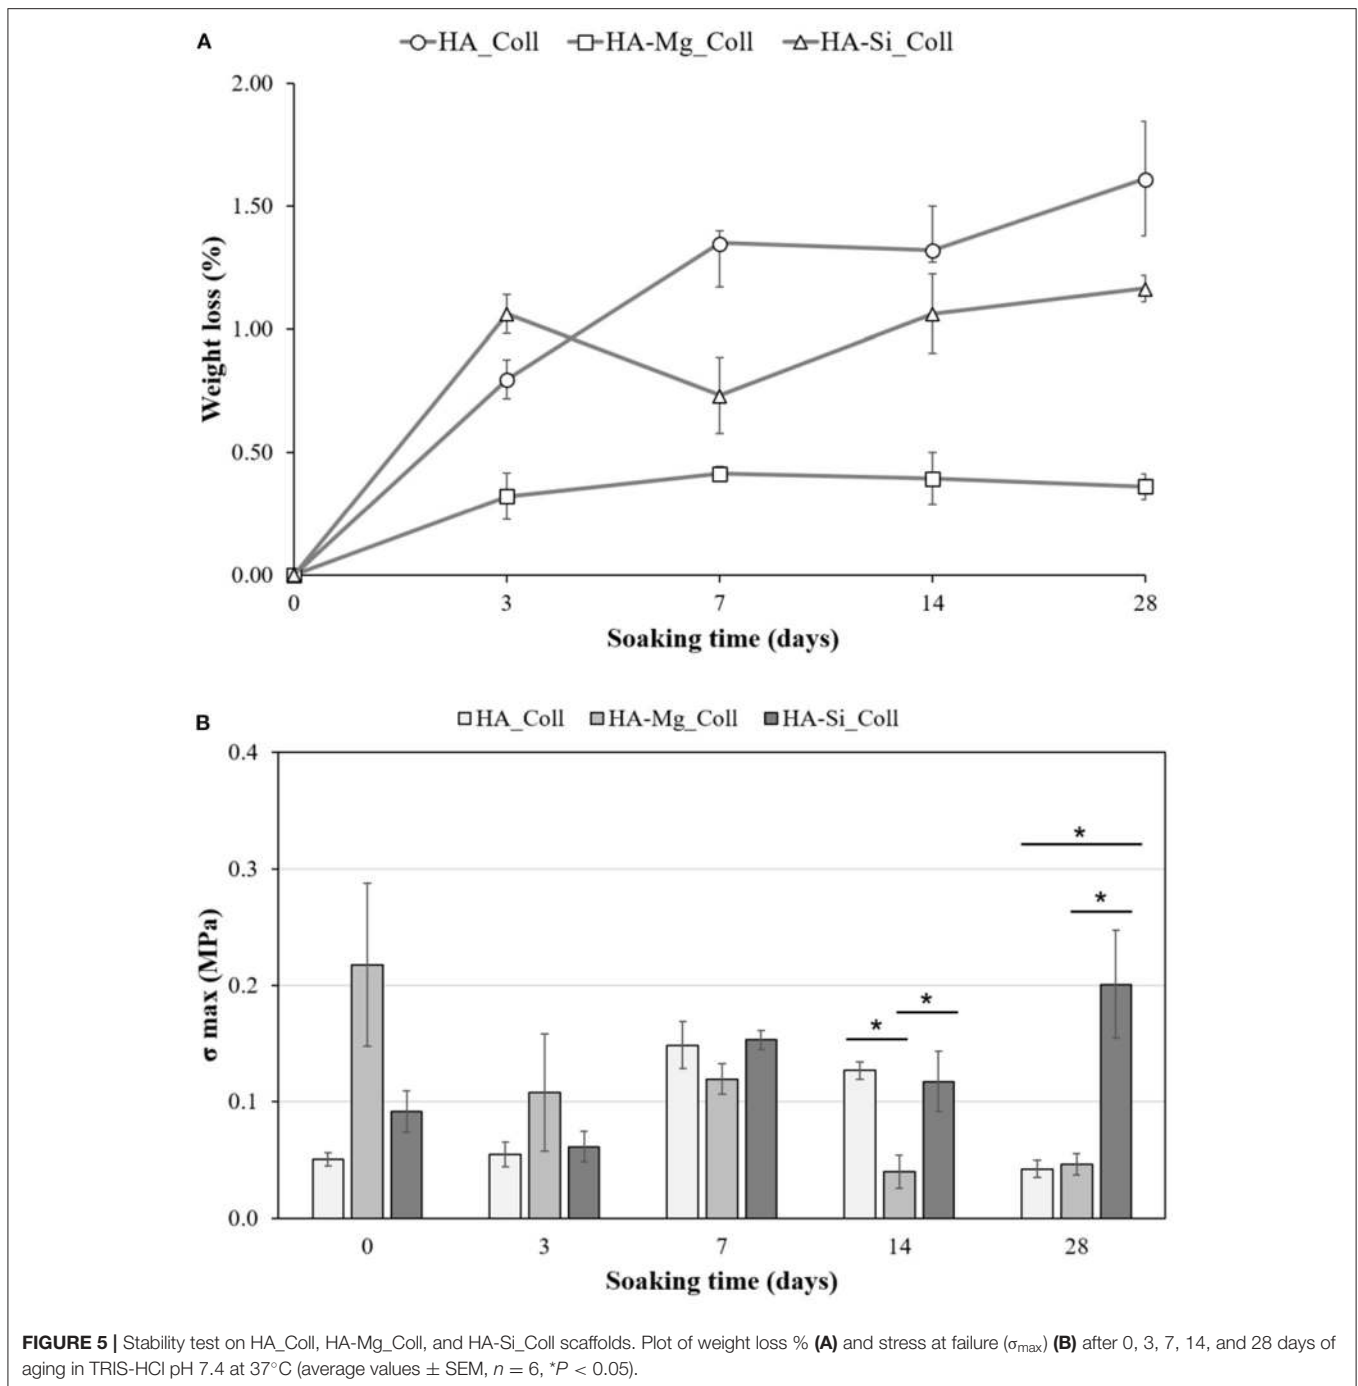 A
HA_Coll HA-Mg_Coll HA-Si_Coll
2.00
1.50
1.00
0.50
0.00
Weight loss (%)
0 3 7 14 28
Soaking time (days)
B
HA_Coll HA-Mg_Coll HA-Si_Coll
0.4
0.3
0.2
0.1
0.0
σ max (MPa)
*
*
*
*
0 3 7 14 28
Soaking time (days)
FIGURE 5 | Stability test on HA_Coll, HA-Mg_Coll, and HA-Si_Coll scaffolds. Plot of weight loss % (A) and stress at failure (σmax) (B) after 0, 3, 7, 14, and 28 days of
aging in TRIS-HCl pH 7.4 at 37°C (average values ± SEM, n = 6, *P < 0.05).